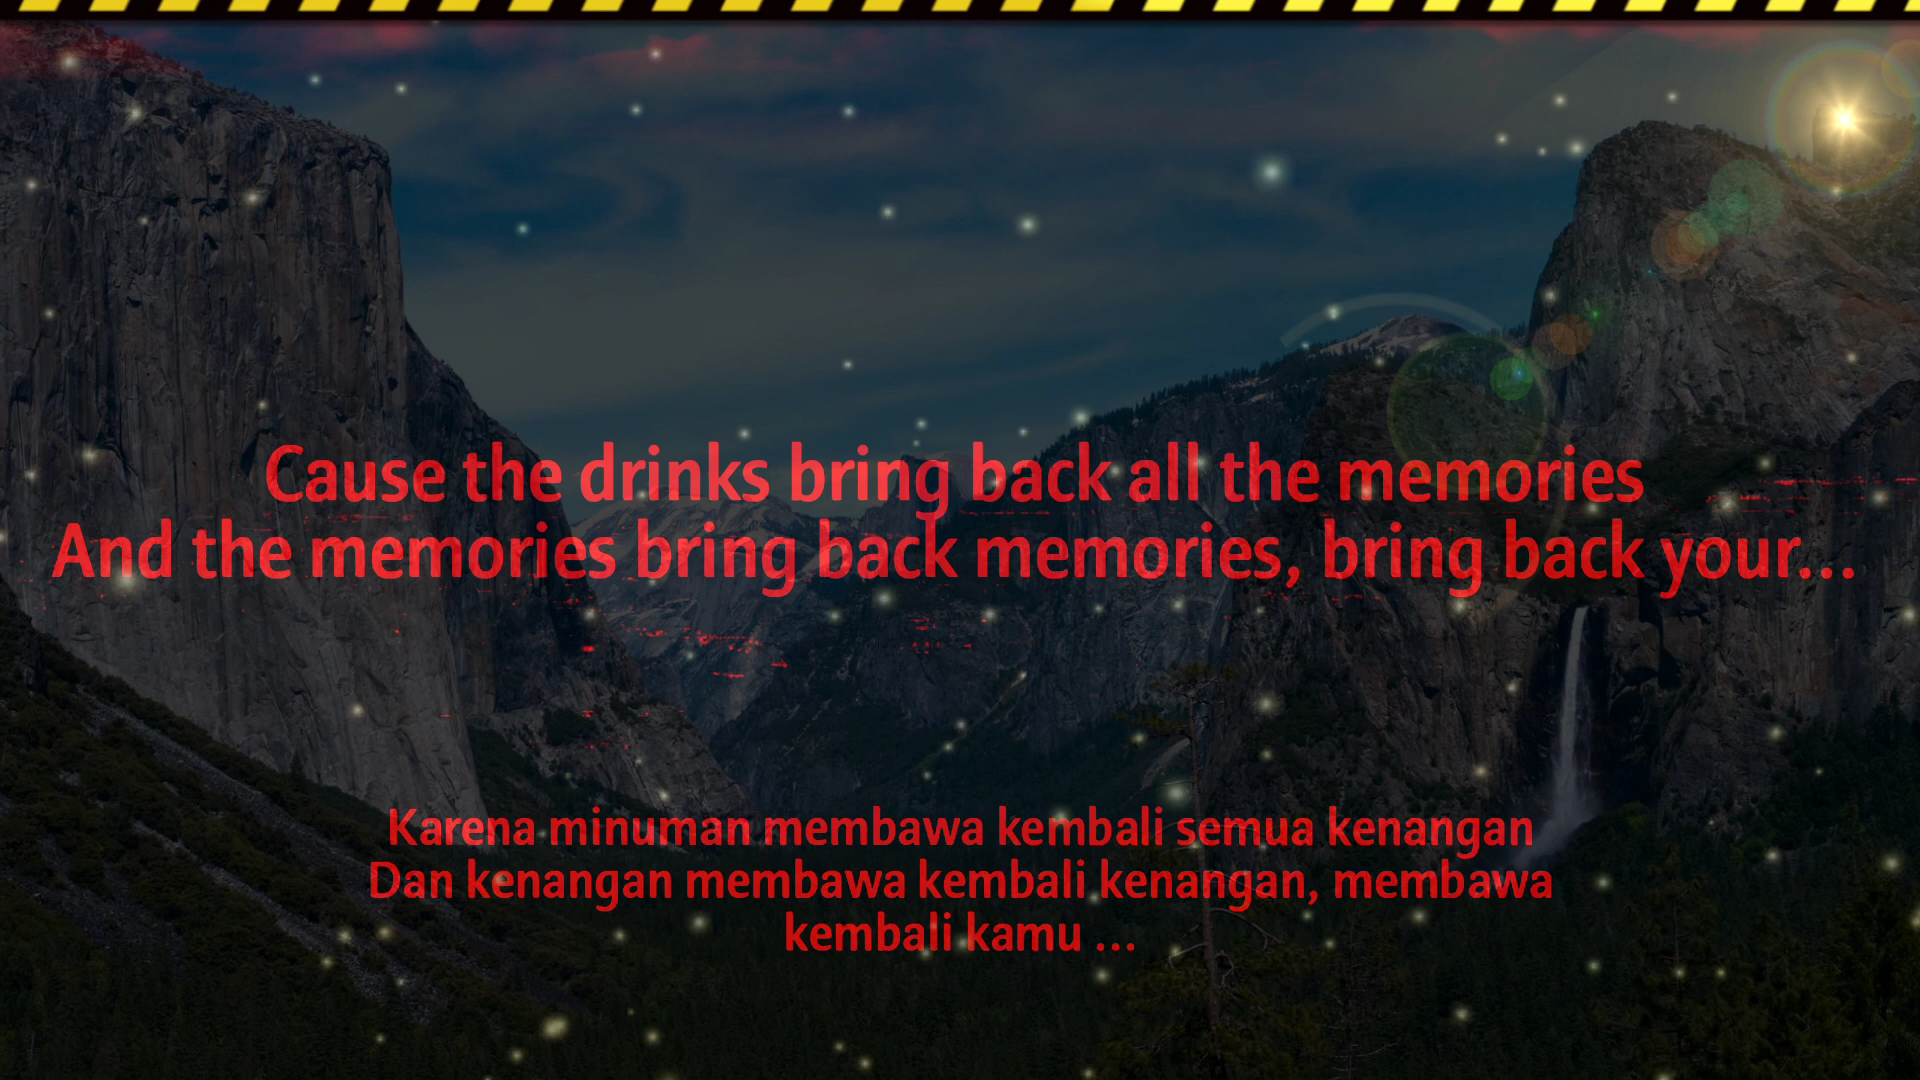 Cause the drinks bring back all the memories
And the memories bring back memories, bring back your...
Karena minuman membawa kembali semua kenangan
Dan kenangan membawa kembali kenangan, membawa
kembali kamu ...